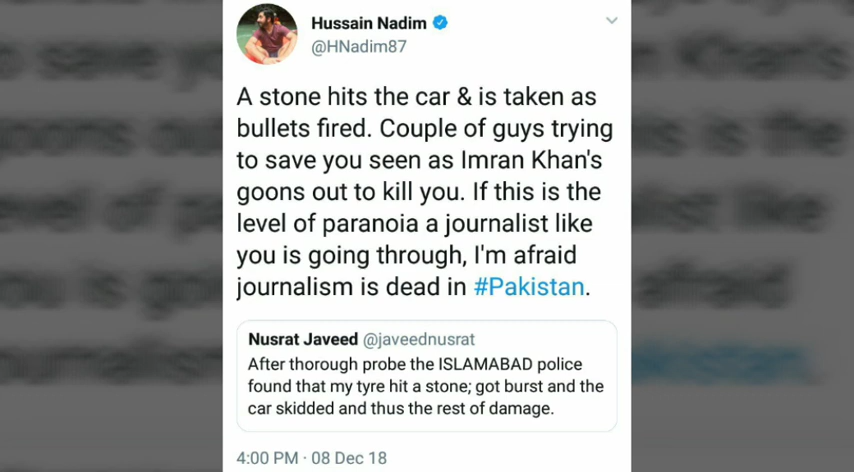 Hussain Nadim
@HNadim87
A stone hits the car & is taken as
bullets fired. Couple of guys trying
to save you seen as Imran Khan's
goons out to kill you. If this is the
level of paranoia a journalist like
you is going through, I'm afraid
journalism is dead in #Pakistan.
Nusrat Javeed @javeednusrat
After thorough probe the ISLAMABAD police
found that my tyre hit a stone; got burst and the
car skidded and thus the rest of damage.
4:00 PM · 08 Dec 18